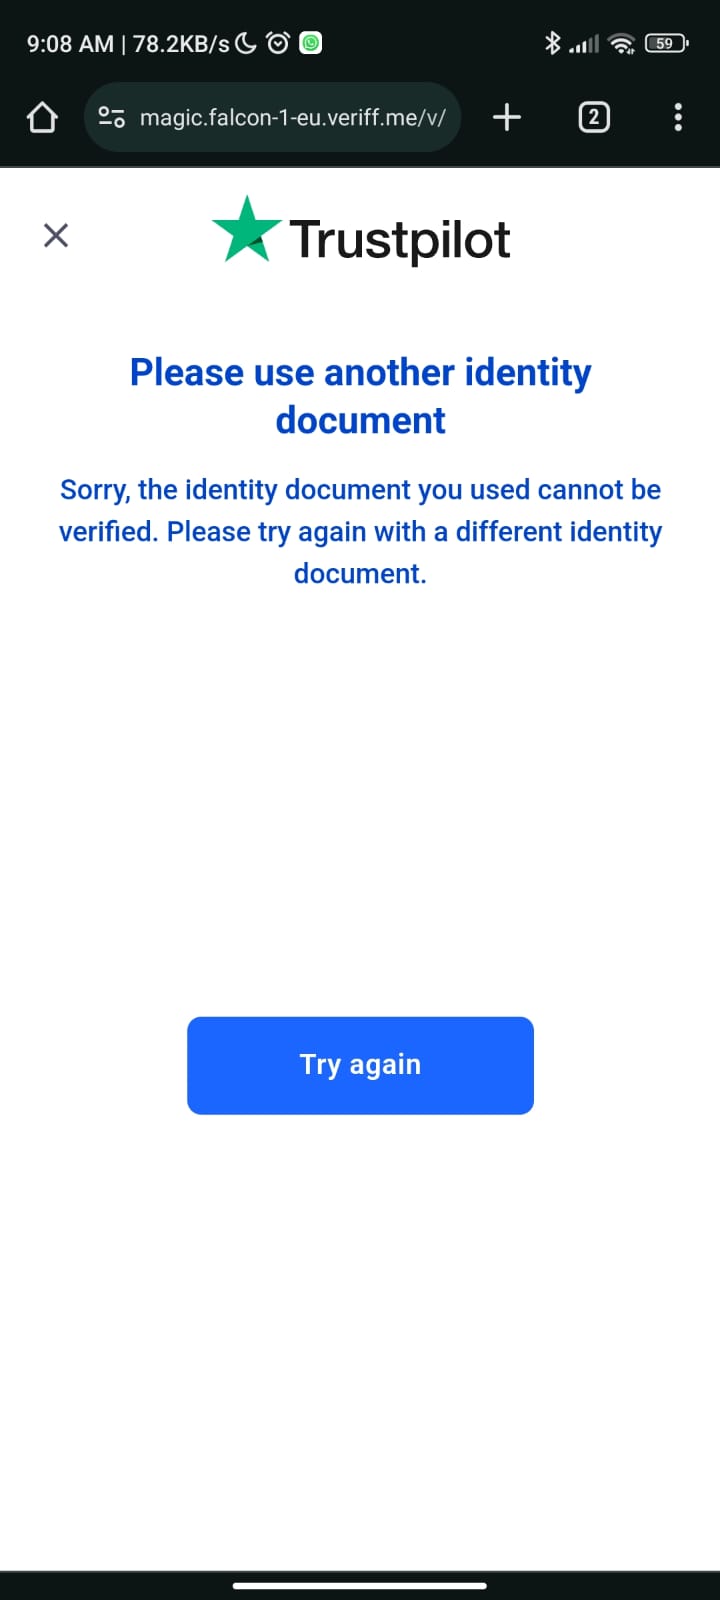 9:08 AM | 78.2KB/s 59
magic.falcon-1-eu.veriff.me/v/ 2
Trustpilot
Please use another identity
document
Sorry, the identity document you used cannot be
verified. Please try again with a different identity
document.
Try again